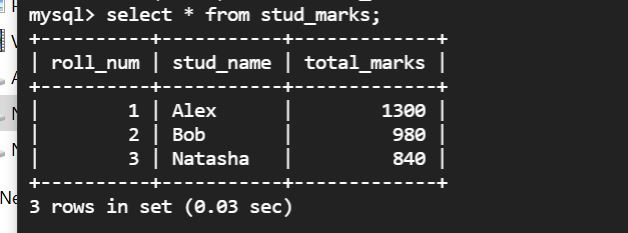 mysql> select * from stud_marks;
+----------+-----------+-------------+
| roll_num | stud_name | total_marks |
+----------+-----------+-------------+
|        1 | Alex      |        1300 |
|        2 | Bob       |         980 |
|        3 | Natasha   |         840 |
+----------+-----------+-------------+
3 rows in set (0.03 sec)